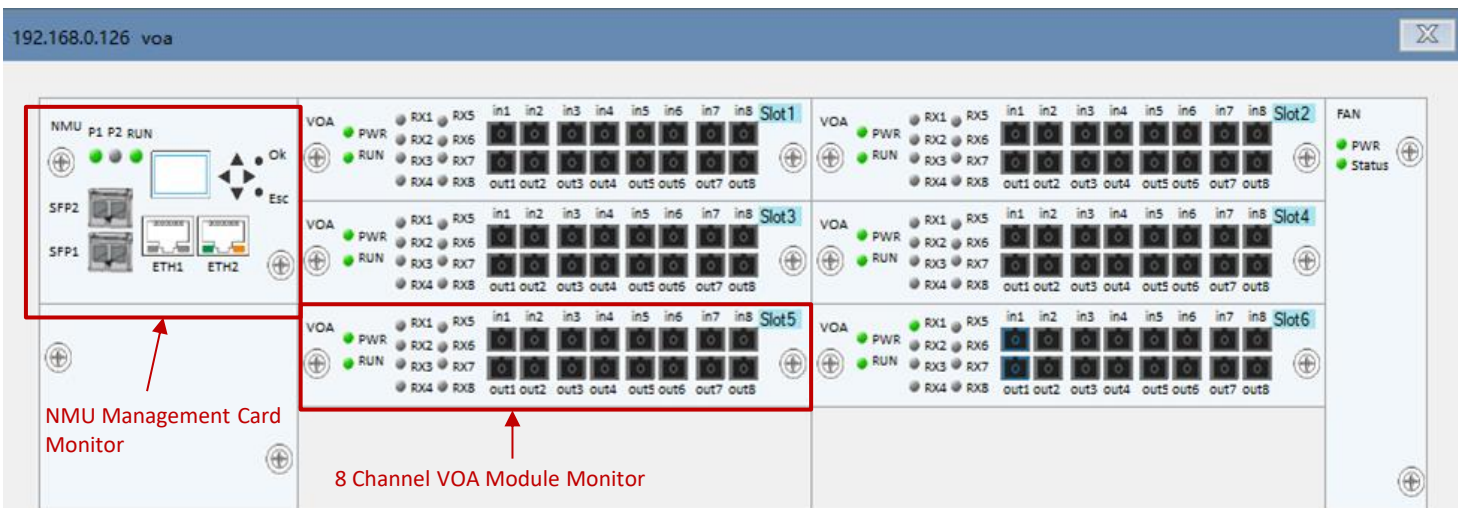 192.168.0.126 voa
NMU P1 P2 RUN
Ok
Esc
SFP2
SFP1
ETH1 ETH2
VOA
PWR
RUN
RX1 RX5
RX2 RX6
RX3 RX7
RX4 RX8
in1 in2 in3 in4 in5 in6 in7 in8 Slot1
out1 out2 out3 out4 out5 out6 out7 out8
VOA
PWR
RUN
RX1 RX5
RX2 RX6
RX3 RX7
RX4 RX8
in1 in2 in3 in4 in5 in6 in7 in8 Slot2
out1 out2 out3 out4 out5 out6 out7 out8
FAN
PWR
Status
VOA
PWR
RUN
RX1 RX5
RX2 RX6
RX3 RX7
RX4 RX8
in1 in2 in3 in4 in5 in6 in7 in8 Slot3
out1 out2 out3 out4 out5 out6 out7 out8
VOA
PWR
RUN
RX1 RX5
RX2 RX6
RX3 RX7
RX4 RX8
in1 in2 in3 in4 in5 in6 in7 in8 Slot4
out1 out2 out3 out4 out5 out6 out7 out8
VOA
PWR
RUN
RX1 RX5
RX2 RX6
RX3 RX7
RX4 RX8
in1 in2 in3 in4 in5 in6 in7 in8 Slot5
out1 out2 out3 out4 out5 out6 out7 out8
VOA
PWR
RUN
RX1 RX5
RX2 RX6
RX3 RX7
RX4 RX8
in1 in2 in3 in4 in5 in6 in7 in8 Slot6
out1 out2 out3 out4 out5 out6 out7 out8
NMU Management Card
Monitor
8 Channel VOA Module Monitor